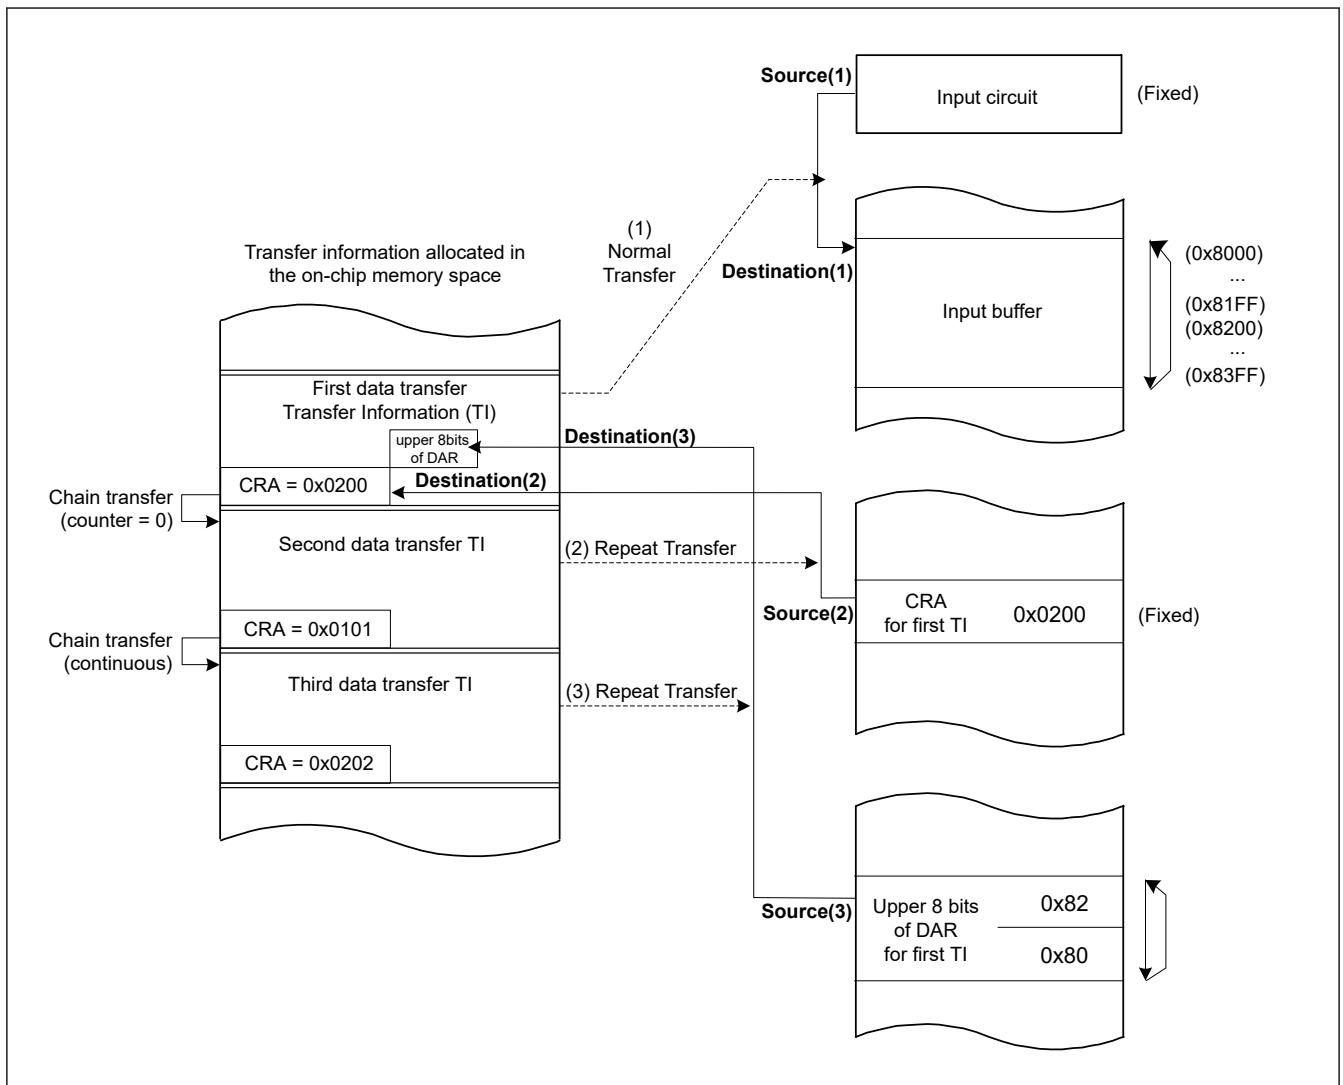 Source(1)
Input circuit
(Fixed)
(1)
Normal
Transfer
Transfer information allocated in
the on-chip memory space
Destination(1)
Input buffer
(0x8000)
...
(0x81FF)
(0x8200)
...
(0x83FF)
First data transfer
Transfer Information (TI)
upper 8bits
of DAR
Destination(3)
CRA = 0x0200
Destination(2)
Chain transfer
(counter = 0)
Second data transfer TI
(2) Repeat Transfer
Source(2)
CRA
for first TI
0x0200
(Fixed)
CRA = 0x0101
Chain transfer
(continuous)
Third data transfer TI
(3) Repeat Transfer
CRA = 0x0202
Source(3)
Upper 8 bits
of DAR
for first TI
0x82
0x80